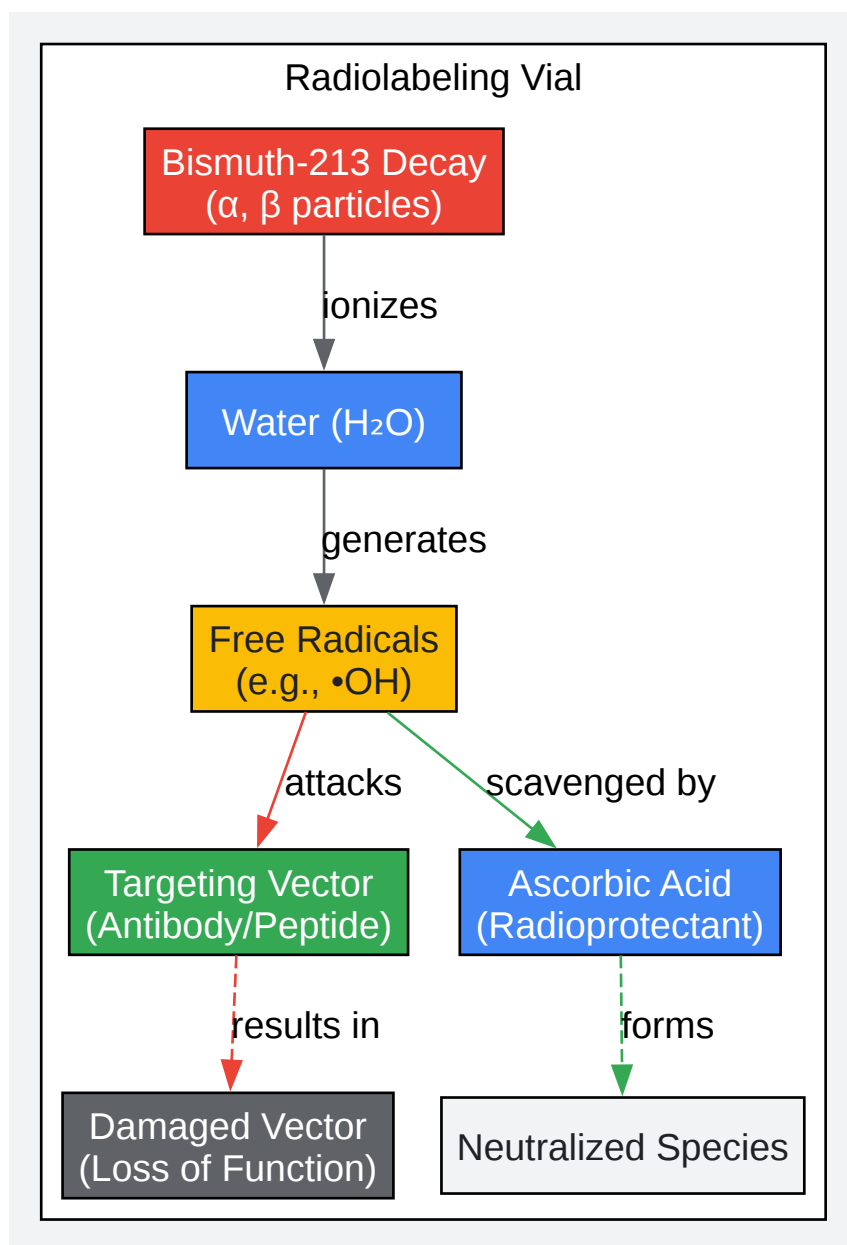 Radiolabeling Vial
Bismuth-213 Decay
(α, β particles)
ionizes
Water (H₂O)
generates
Free Radicals
(e.g., •OH)
attacks
scavenged by
Targeting Vector
(Antibody/Peptide)
Ascorbic Acid
(Radioprotectant)
results in
forms
Damaged Vector
(Loss of Function)
Neutralized Species